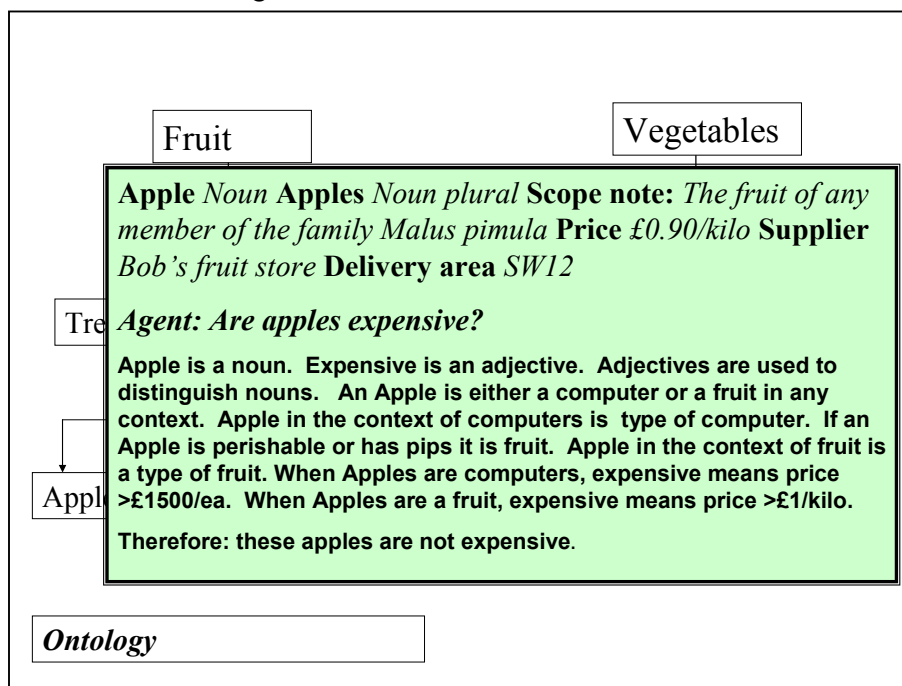 Fruit
Vegetables
Apple Noun Apples Noun plural Scope note: The fruit of any
member of the family Malus pimula Price £0.90/kilo Supplier
Bob's fruit store Delivery area SW12
Tre
Agent: Are apples expensive?
Apple is a noun. Expensive is an adjective. Adjectives are used to
distinguish nouns. An Apple is either a computer or a fruit in any
context. Apple in the context of computers is type of computer. If an
Apple is perishable or has pips it is fruit. Apple in the context of fruit is
a type of fruit. When Apples are computers, expensive means price
>£1500/ea. When Apples are a fruit, expensive means price >£1/kilo.
Apple
Therefore: these apples are not expensive.
Ontology